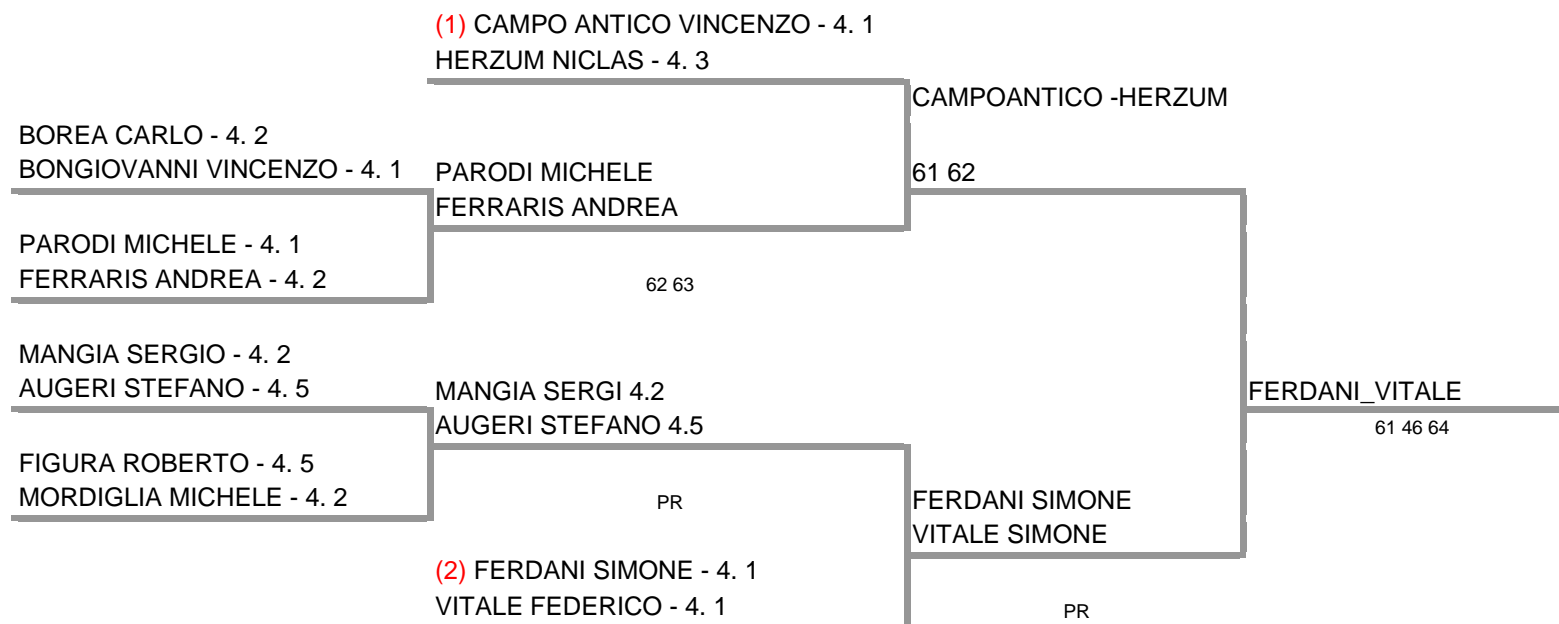 (1) CAMPO ANTICO VINCENZO - 4. 1
HERZUM NICLAS - 4. 3
CAMPOANTICO -HERZUM
BOREA CARLO - 4. 2
BONGIOVANNI VINCENZO - 4. 1
PARODI MICHELE
61 62
FERRARIS ANDREA
PARODI MICHELE - 4. 1
FERRARIS ANDREA - 4. 2
62 63
MANGIA SERGIO - 4. 2
AUGERI STEFANO - 4. 5
MANGIA SERGI 4.2
FERDANI_VITALE
AUGERI STEFANO 4.5
61 46 64
FIGURA ROBERTO - 4. 5
MORDIGLIA MICHELE - 4. 2
PR
FERDANI SIMONE
VITALE SIMONE
(2) FERDANI SIMONE - 4. 1
VITALE FEDERICO - 4. 1
PR